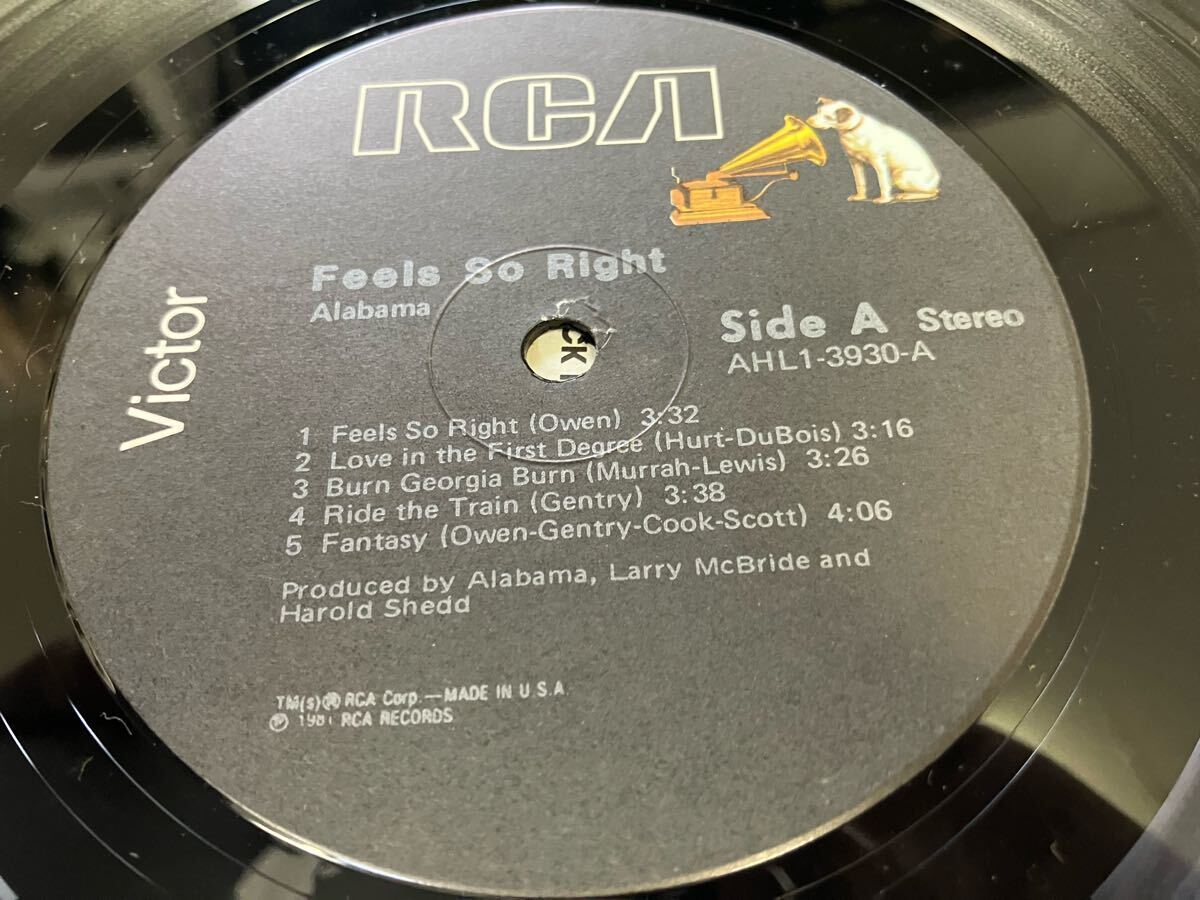 RCA
Victor
Feels So Right
Alabama
Side A Stereo
AHL1-3930-A
CK
1 Feels So Right (Owen) 3:32
2 Love in the First Degree (Hurt-DuBois) 3:16
3 Burn Georgia Burn (Murrah-Lewis) 3:26
4 Ride the Train (Gentry) 3:38
5 Fantasy (Owen-Gentry-Cook-Scott) 4:06
Produced by Alabama, Larry McBride and
Harold Shedd
TM(s)® RCA Corp.—MADE IN U.S.A.
℗ 1981 RCA RECORDS